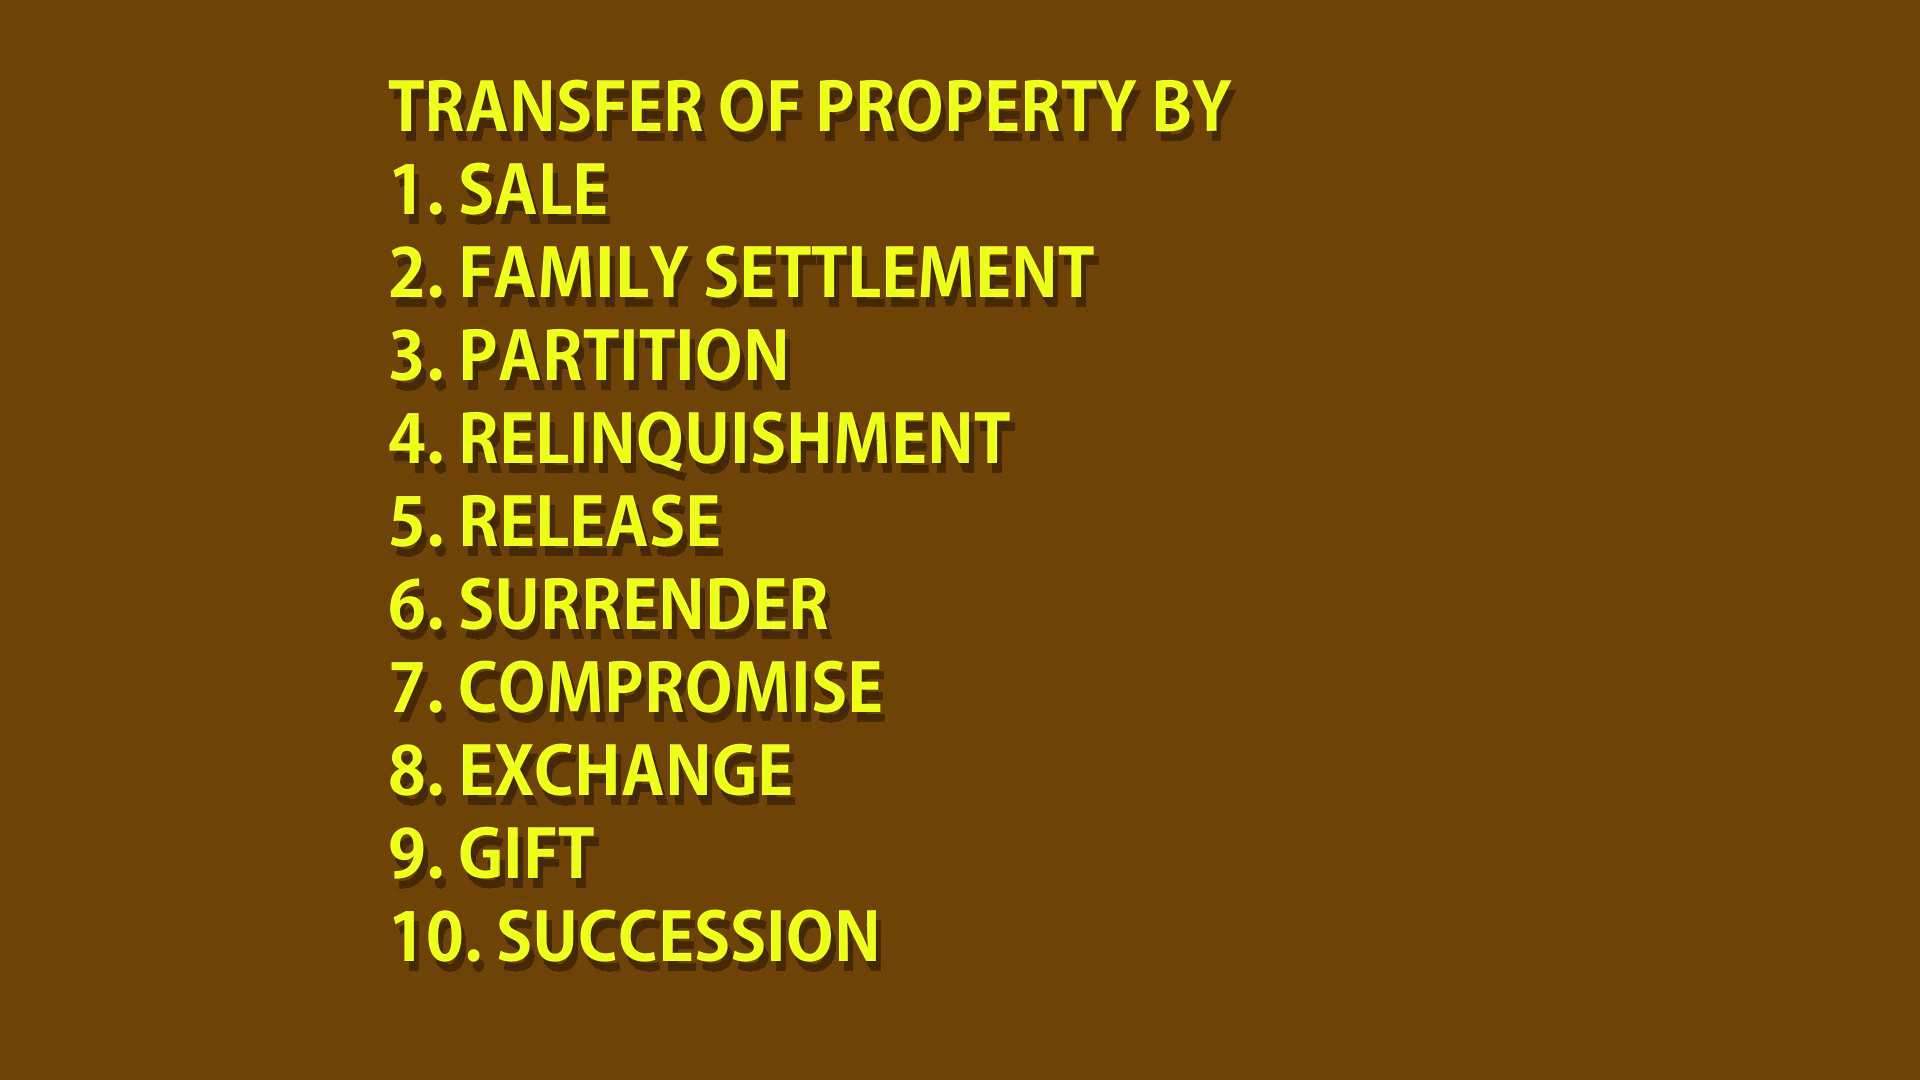 TRANSFER OF PROPERTY BY
1. SALE
2. FAMILY SETTLEMENT
3. PARTITION
4. RELINQUISHMENT
5. RELEASE
6. SURRENDER
7. COMPROMISE
8. EXCHANGE
9. GIFT
10. SUCCESSION